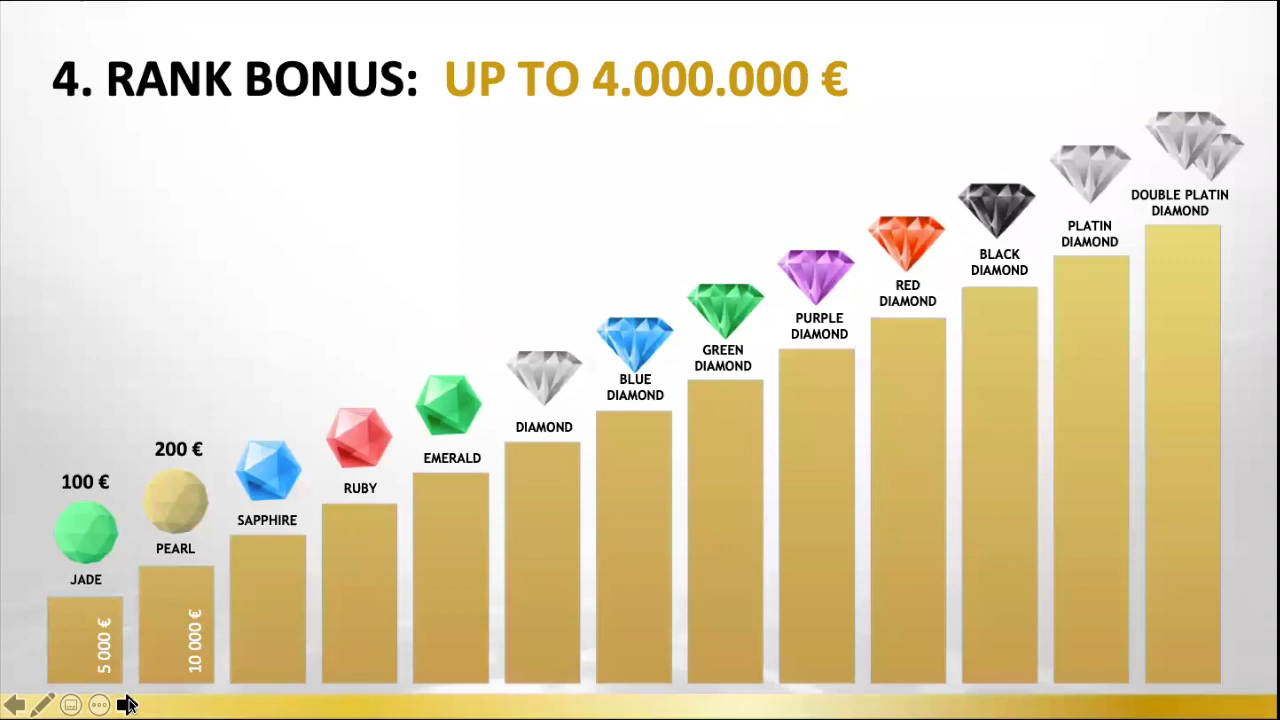 4. RANK BONUS: UP TO 4.000.000 €
DOUBLE PLATIN
DIAMOND
PLATIN
DIAMOND
BLACK
DIAMOND
RED
DIAMOND
PURPLE
DIAMOND
GREEN
DIAMOND
BLUE
DIAMOND
DIAMOND
EMERALD
RUBY
SAPPHIRE
200 €
PEARL
10 000 €
100 €
JADE
5 000 €